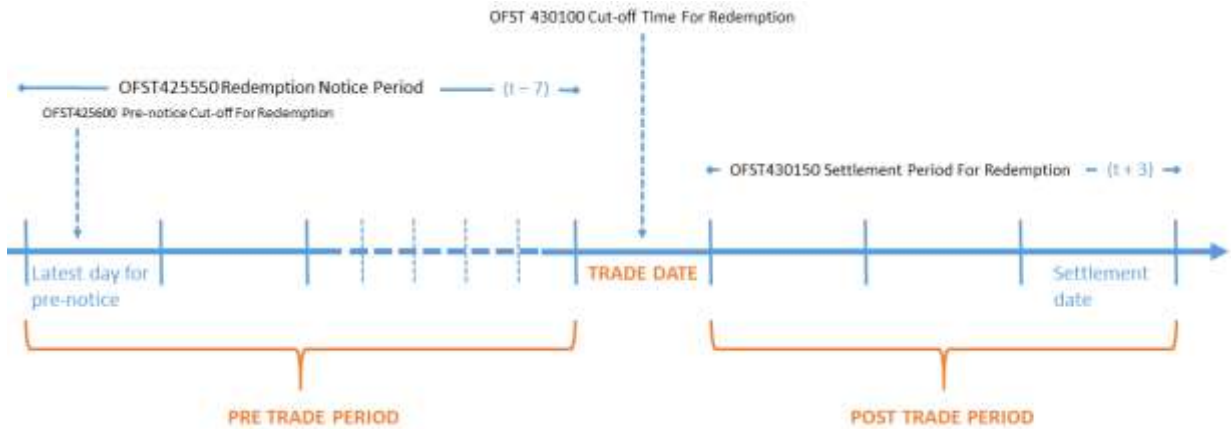 OFST 430100 Cut-off Time For Redemption
OFST425550 Redemption Notice Period (t – 7)
OFST425600 Pre-notice Cut-off For Redemption
OFST430150 Settlement Period For Redemption (t + 3)
Latest day for
pre-notice
TRADE DATE
Settlement
date
PRE TRADE PERIOD
POST TRADE PERIOD